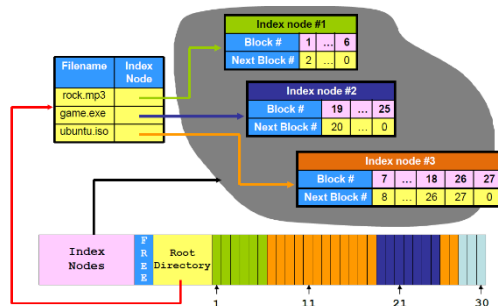 Index node #1
Block # 1 ... 6
Next Block # 2 ... 0
Filename Index Node
rock.mp3
game.exe
ubuntu.iso
Index node #2
Block # 19 ... 25
Next Block # 20 ... 0
Index node #3
Block # 7 ... 18 26 27
Next Block # 8 ... 26 27 0
Index Nodes
FREE
Root Directory
1 11 21 30